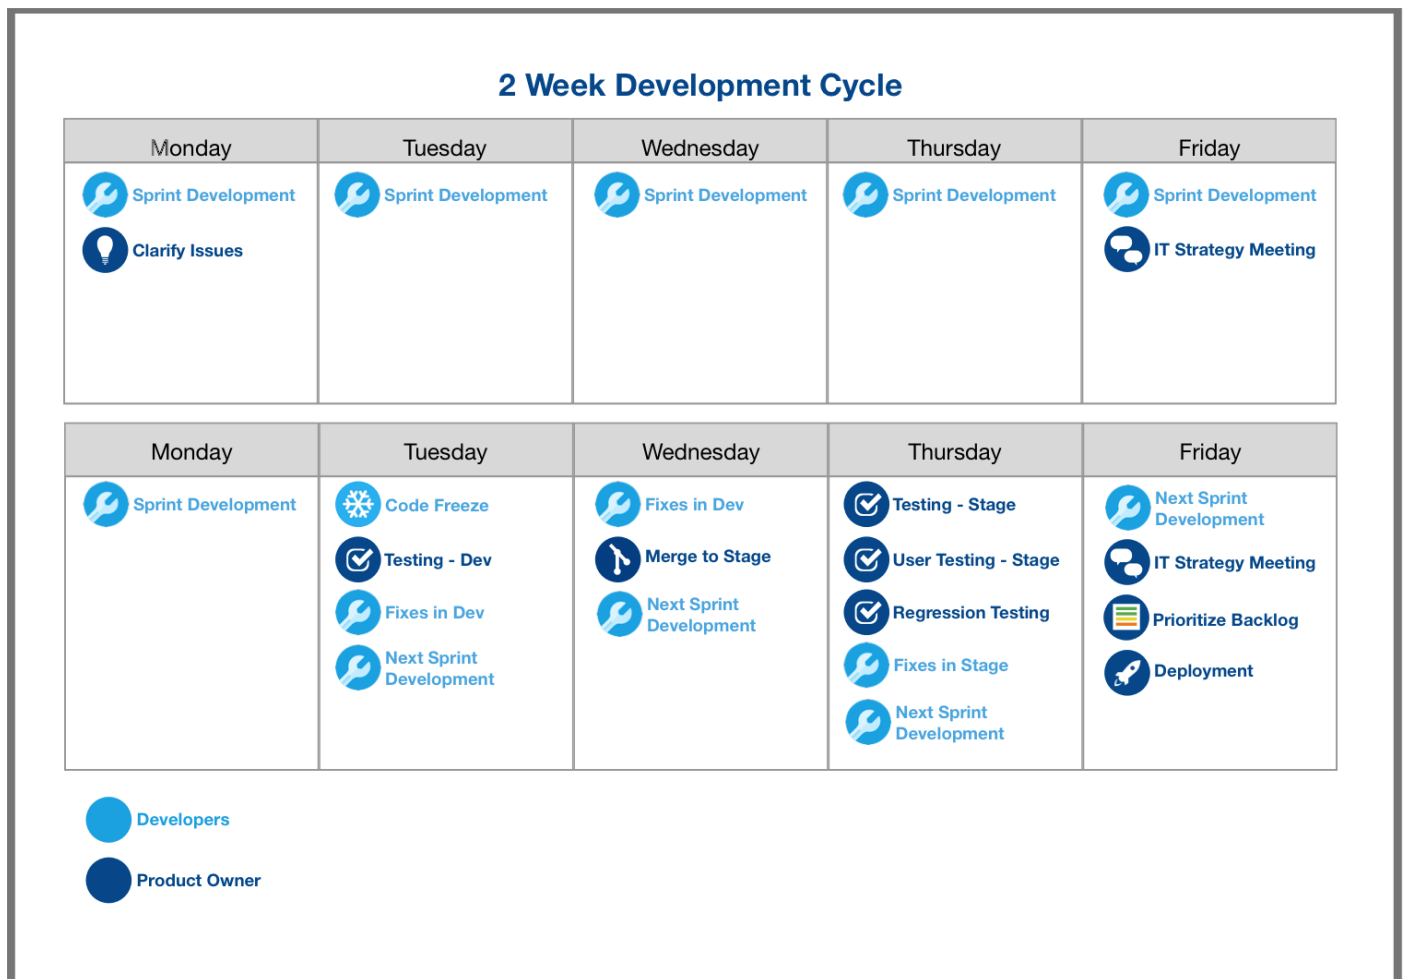 2 Week Development Cycle
Monday
Tuesday
Wednesday
Thursday
Friday
Sprint Development
Sprint Development
Sprint Development
Sprint Development
Sprint Development
Clarify Issues
IT Strategy Meeting
Monday
Tuesday
Wednesday
Thursday
Friday
Sprint Development
Code Freeze
Testing - Dev
Fixes in Dev
Next Sprint
Development
Fixes in Dev
Merge to Stage
Next Sprint
Development
Testing - Stage
User Testing - Stage
Regression Testing
Fixes in Stage
Next Sprint
Development
Next Sprint
Development
IT Strategy Meeting
Prioritize Backlog
Deployment
Developers
Product Owner